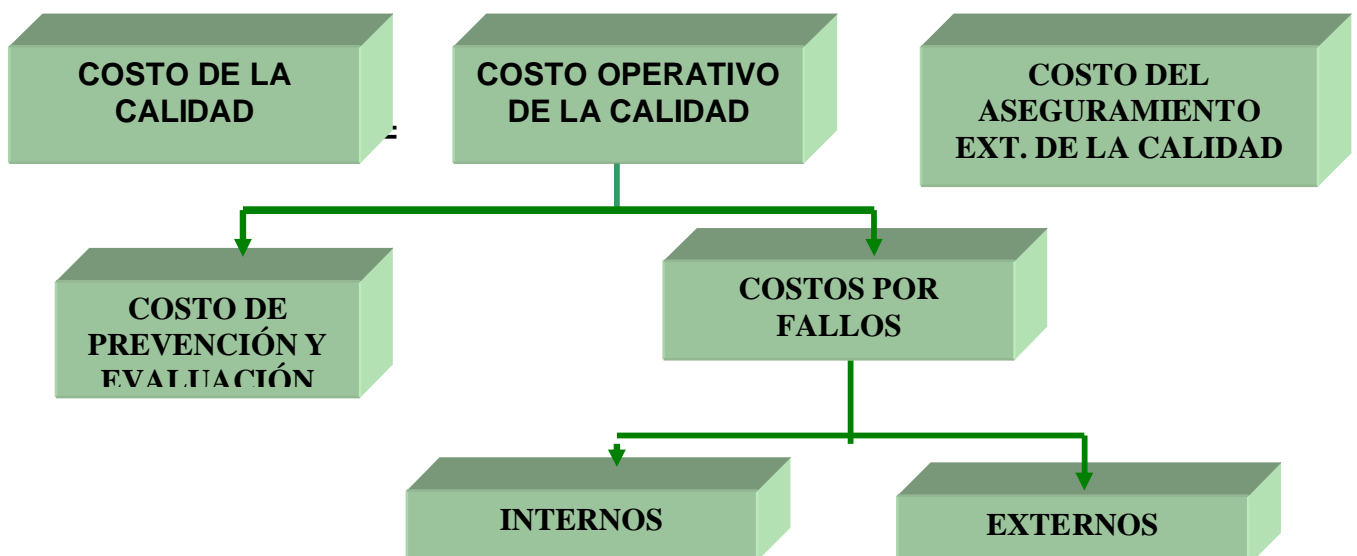 COSTO DE LA
CALIDAD
COSTO OPERATIVO
DE LA CALIDAD
COSTO DEL
ASEGURAMIENTO
EXT. DE LA CALIDAD
COSTO DE
PREVENCIÓN Y
EVALUACIÓN
COSTOS POR
FALLOS
INTERNOS
EXTERNOS